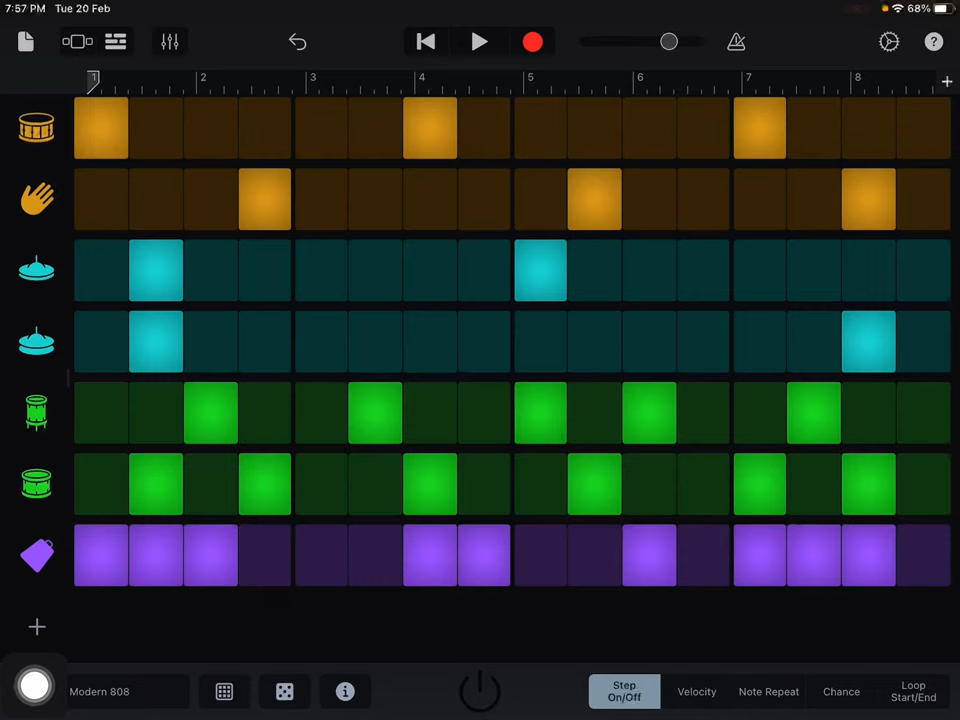 7:57 PM Tue 20 Feb
68%
?
1 2 3 4 5 6 7 8 +
+
Modern 808
i
Step
On/Off
Velocity
Note Repeat
Chance
Loop
Start/End